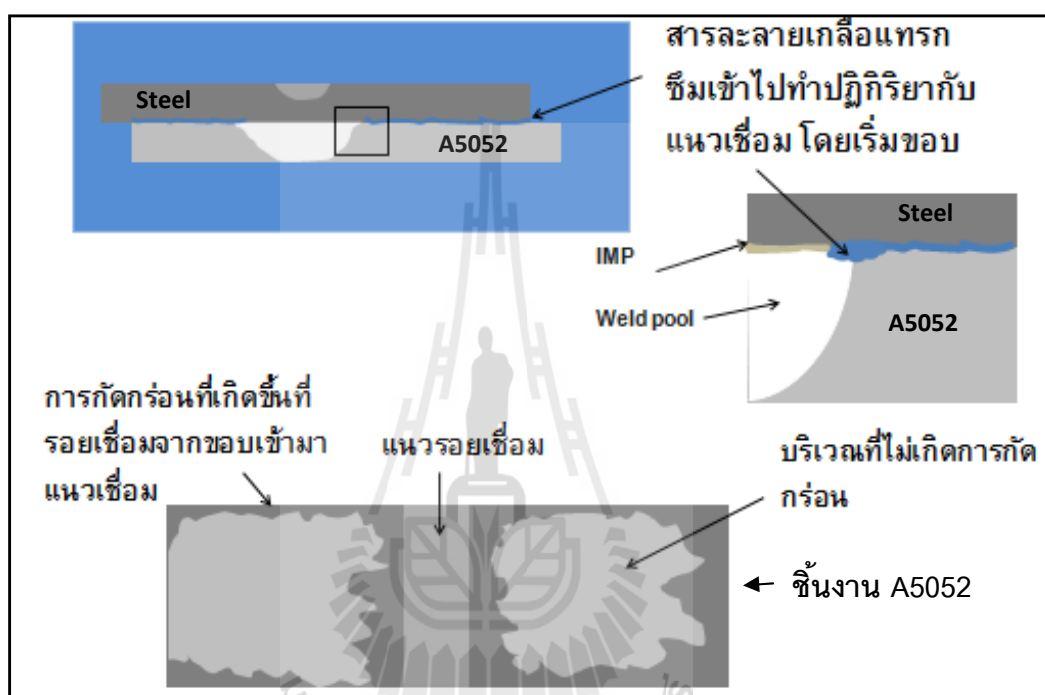 สารละลายเกลือแทรก
ซึมเข้าไปทำปฏิกิริยากับ
แนวเชื่อม โดยเริ่มขอบ
Steel
A5052
Steel
IMP
Weld pool
A5052
การกัดกร่อนที่เกิดขึ้นที่
รอยเชื่อมจากขอบเข้ามา
แนวเชื่อม
แนวรอยเชื่อม
บริเวณที่ไม่เกิดการกัด
กร่อน
ชิ้นงาน A5052